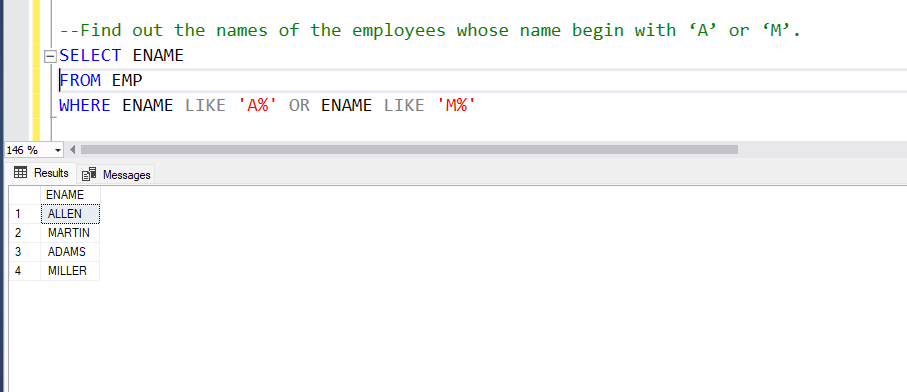 --Find out the names of the employees whose name begin with ‘A’ or ‘M’.
SELECT ENAME
FROM EMP
WHERE ENAME LIKE 'A%' OR ENAME LIKE 'M%'
146 %
Results Messages
ENAME
1 ALLEN
2 MARTIN
3 ADAMS
4 MILLER